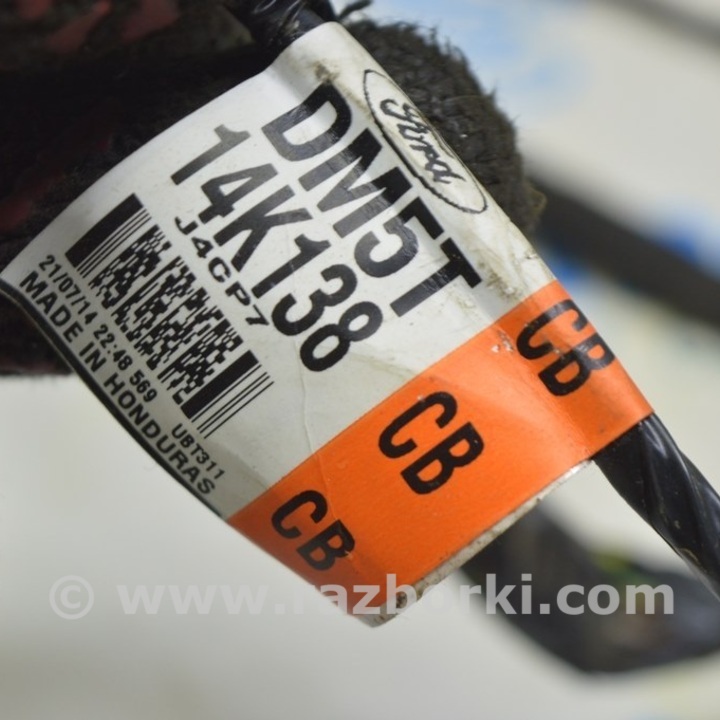 Ford
DM5T
14K138
J4CP7
21/07/14 22:48 569 UBT311
MADE IN HONDURAS
CB
CB
CB
© www.razborki.com